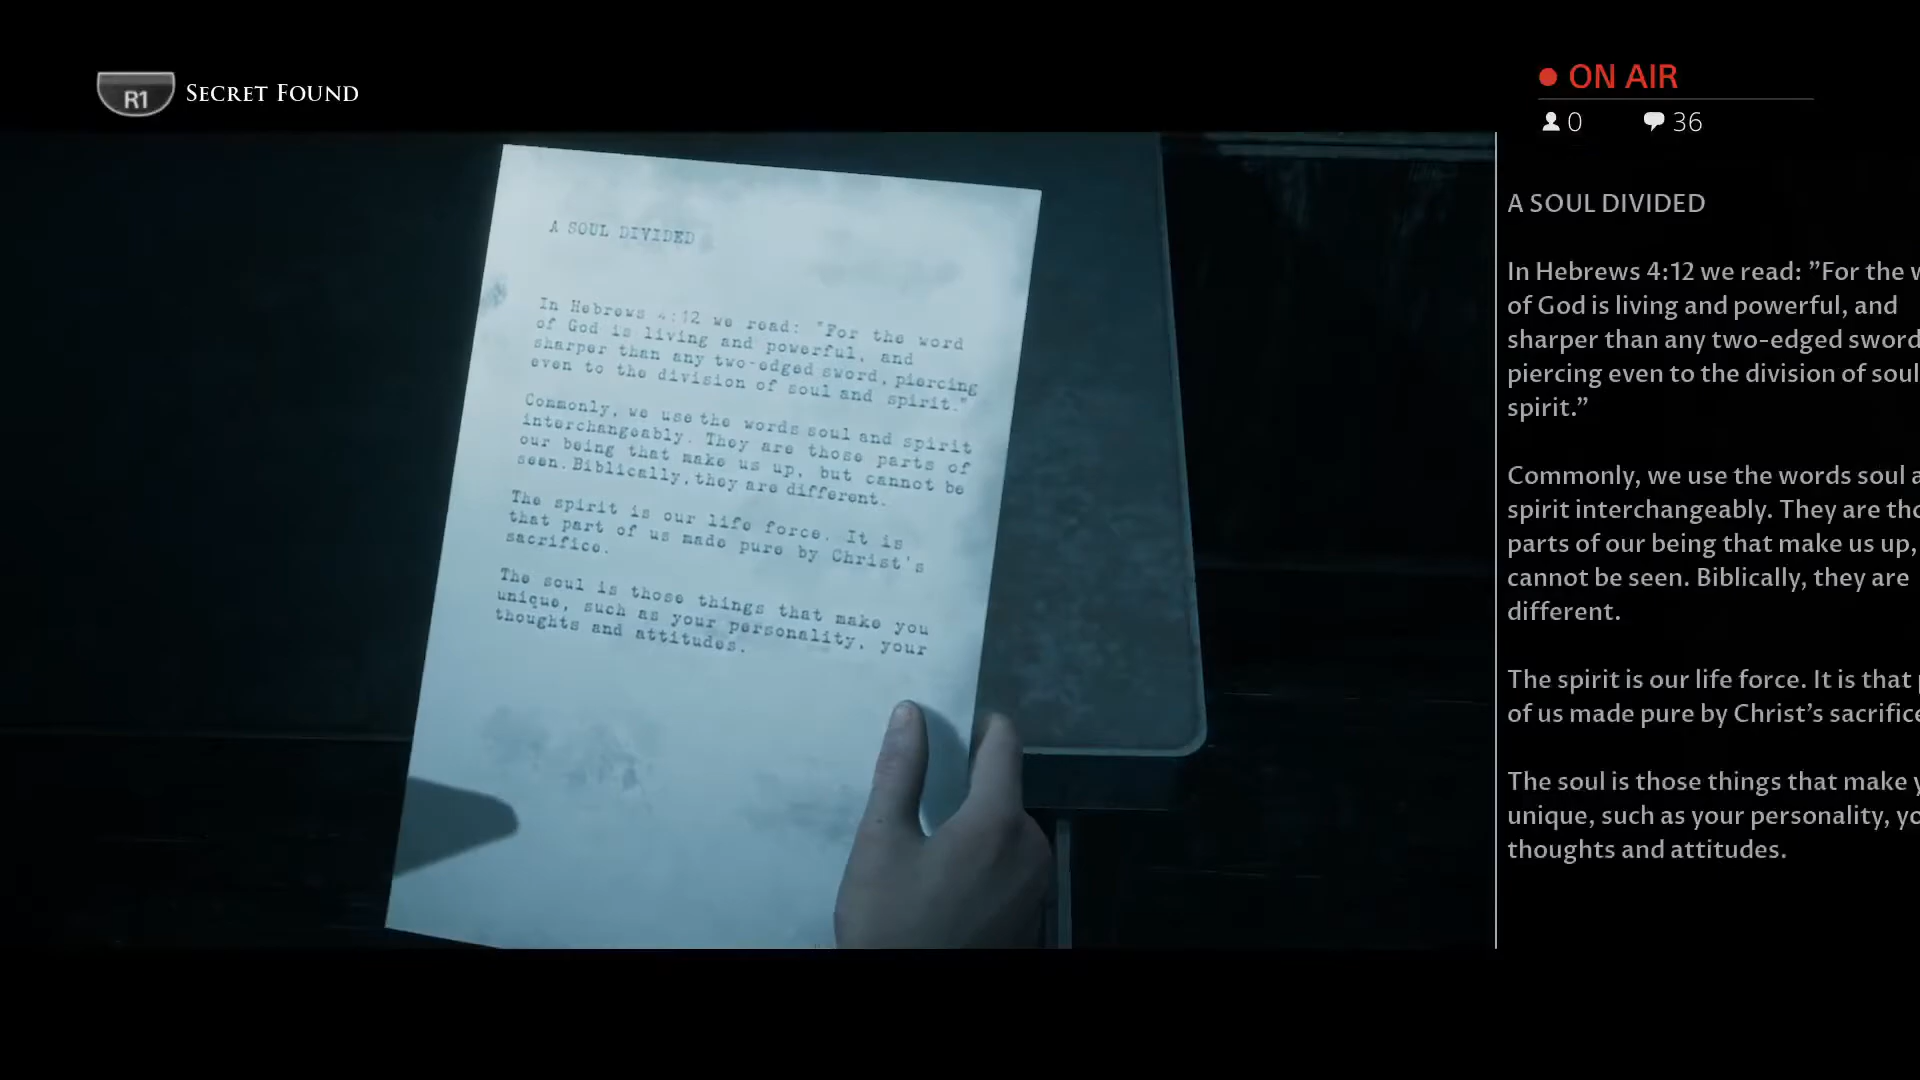 R1 SECRET FOUND
ON AIR
0 36
A SOUL DIVIDED
In Hebrews 4:12 we read: "For the word
of God is living and powerful, and
sharper than any two-edged sword, piercing
even to the division of soul and spirit."
Commonly, we use the words soul and spirit
interchangeably. They are those parts of
our being that make us up, but cannot be
seen. Biblically, they are different.
The spirit is our life force. It is
that part of us made pure by Christ's
sacrifice.
The soul is those things that make you
unique, such as your personality, your
thoughts and attitudes.
A SOUL DIVIDED
In Hebrews 4:12 we read: ”For the
of God is living and powerful, and
sharper than any two-edged sword
piercing even to the division of soul
spirit.”
Commonly, we use the words soul
spirit interchangeably. They are
parts of our being that make us up,
cannot be seen. Biblically, they are
different.
The spirit is our life force. It is that
of us made pure by Christ’s sacrifice
The soul is those things that make
unique, such as your personality,
thoughts and attitudes.